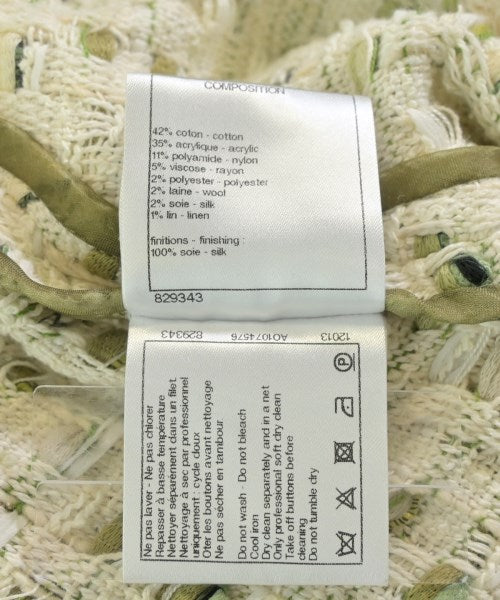 COMPOSITION
42% coton - cotton
35% acrylique - acrylic
11% polyamide - nylon
5% viscose - rayon
2% polyester - polyester
2% laine - wool
2% soie - silk
1% lin - linen
finitions - finishing :
100% soie - silk
829343
829343 AO1074576 12013
Ne pas laver - Ne pas chlorer
Repasser à basse température
Nettoyer séparément dans un filet
Nettoyage à sec par professionnel
uniquement : cycle doux
Oter les boutons avant nettoyage
Ne pas sécher en tambour
Do not wash - Do not bleach
Cool iron
Dry clean separately and in a net
Only professional soft dry clean
Take off buttons before
cleaning
Do not tumble dry
P